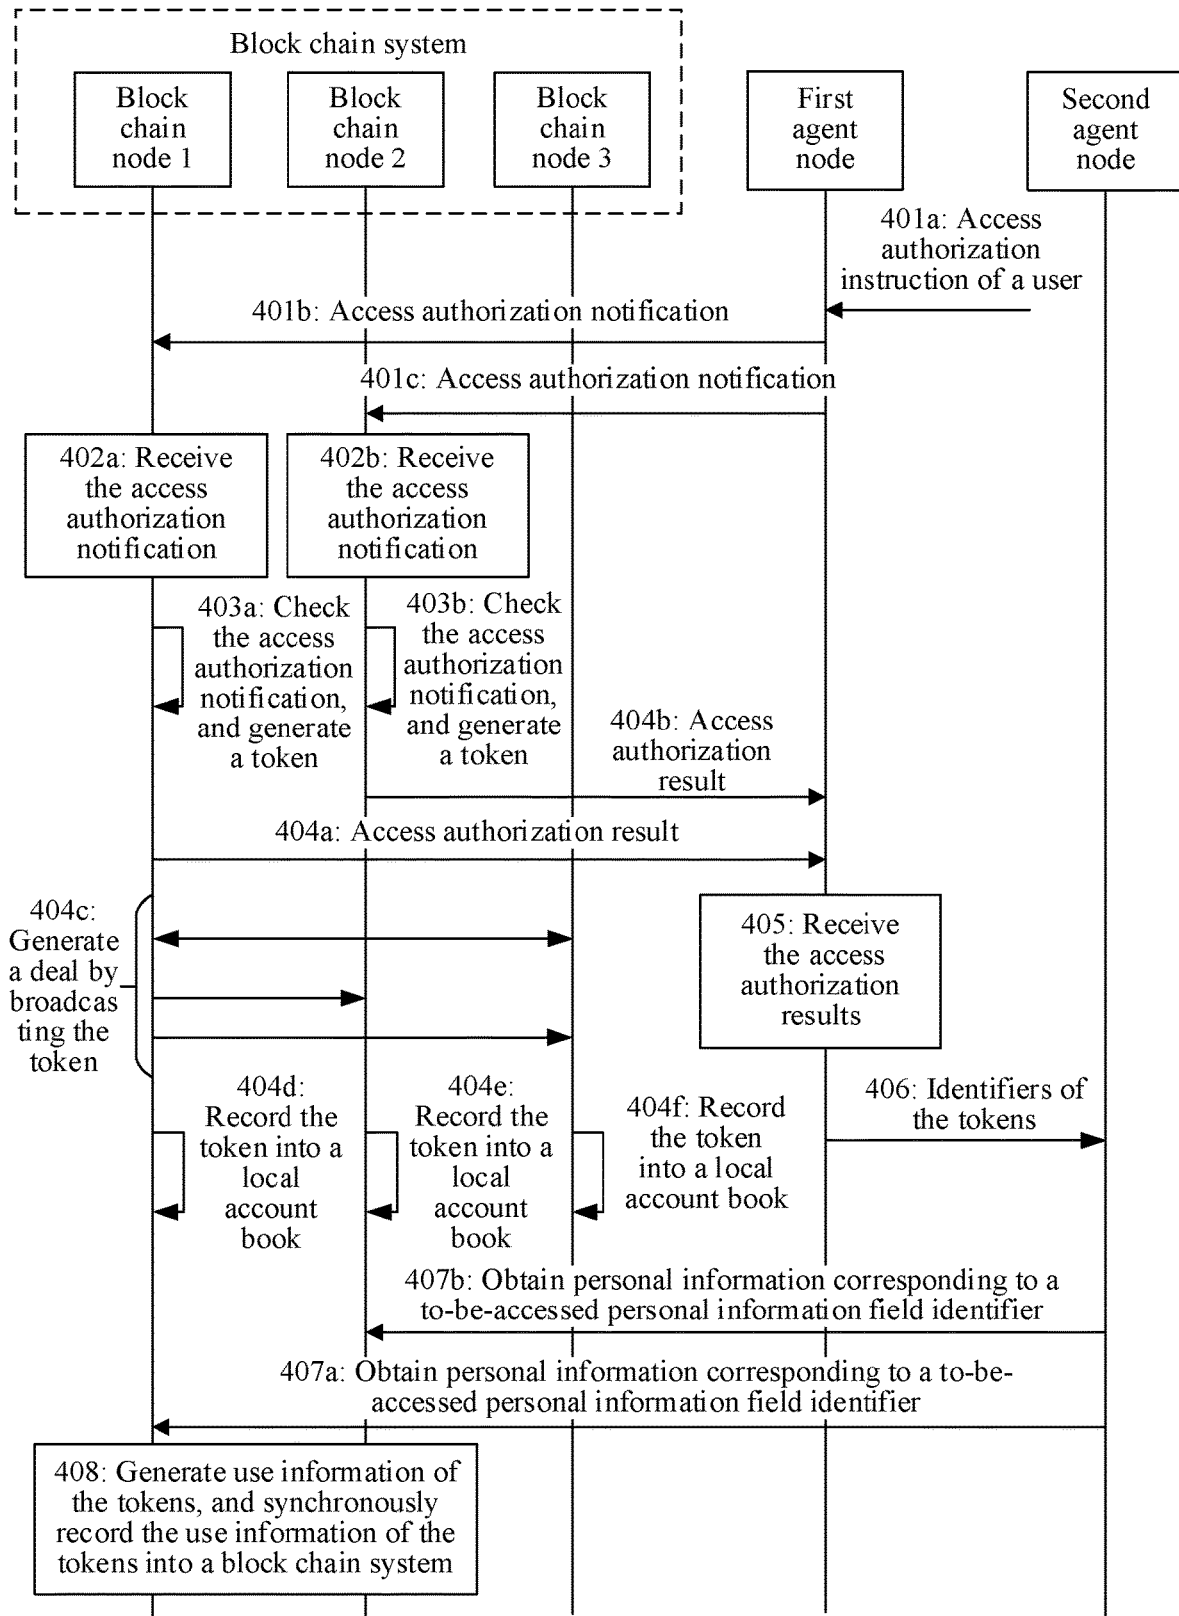 Block chain system
Block
chain
node 1
Block
chain
node 2
Block
chain
node 3
First
agent
node
Second
agent
node
401a: Access
authorization
instruction of a user
401b: Access authorization notification
401c: Access authorization notification
402a: Receive
the access
authorization
notification
402b: Receive
the access
authorization
notification
403a: Check
the access
authorization
notification,
and generate
a token
403b: Check
the access
authorization
notification,
and generate
a token
404b: Access
authorization
result
404a: Access authorization result
404c:
Generate
a deal by
broadcas
ting the
token
405: Receive
the access
authorization
results
404d:
Record the
token into a
local
account
book
404e:
Record the
token into a
local
account
book
404f: Record
the token
into a local
account book
406: Identifiers of
the tokens
407b: Obtain personal information corresponding to a
to-be-accessed personal information field identifier
407a: Obtain personal information corresponding to a to-be-
accessed personal information field identifier
408: Generate use information of
the tokens, and synchronously
record the use information of the
tokens into a block chain system